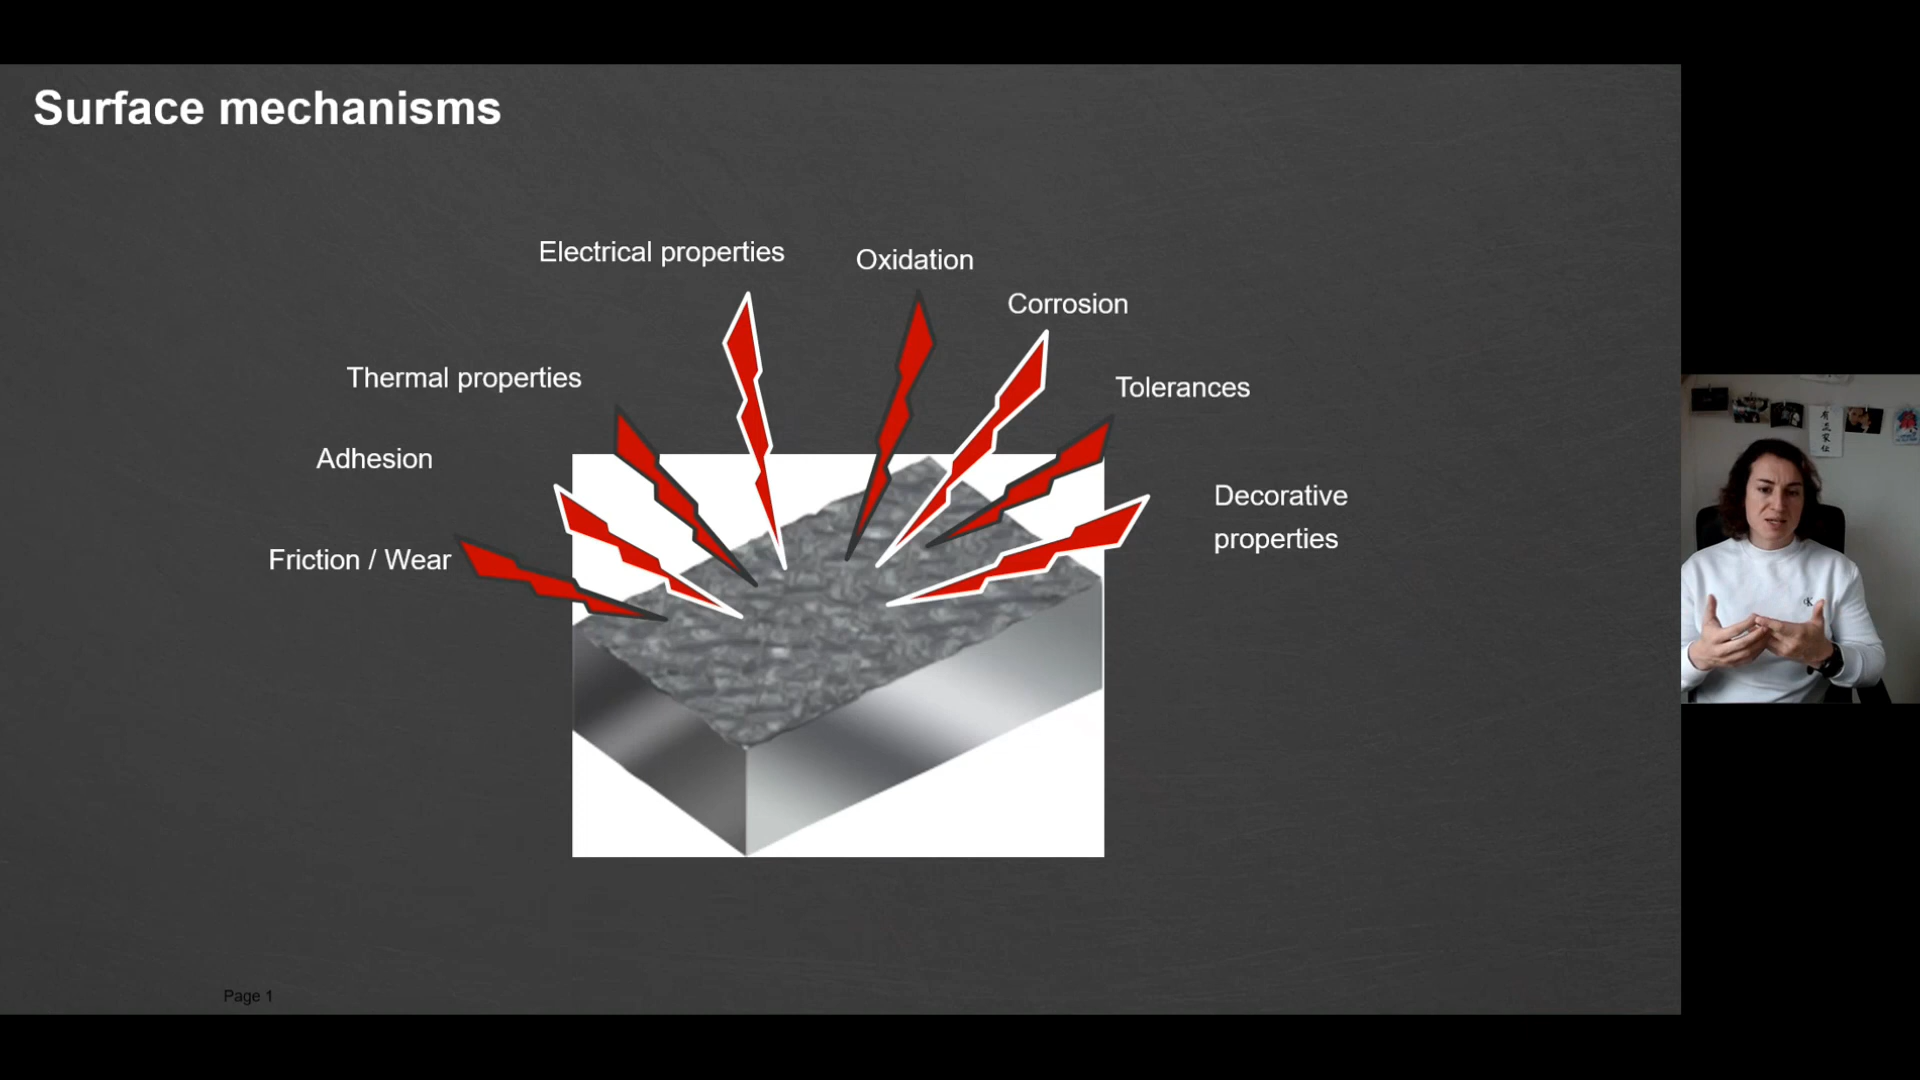 Surface mechanisms
Electrical properties
Oxidation
Corrosion
Thermal properties
Tolerances
Adhesion
Decorative
properties
Friction / Wear
Page 1